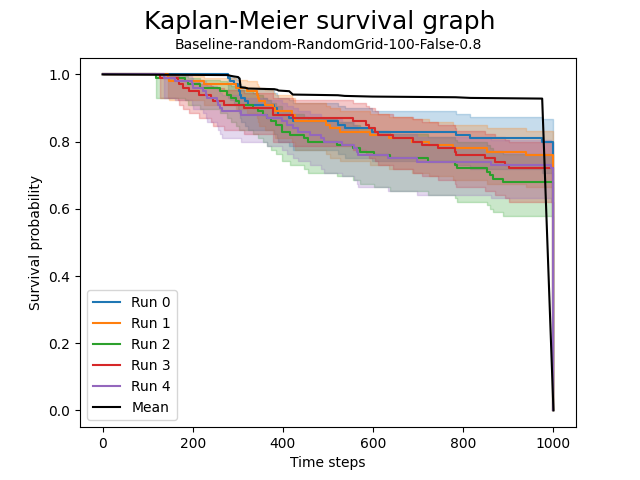 Kaplan-Meier survival graph
Baseline-random-RandomGrid-100-False-0.8
Survival probability
1.0
0.8
0.6
0.4
0.2
0.0
Run 0
Run 1
Run 2
Run 3
Run 4
Mean
0 200 400 600 800 1000
Time steps